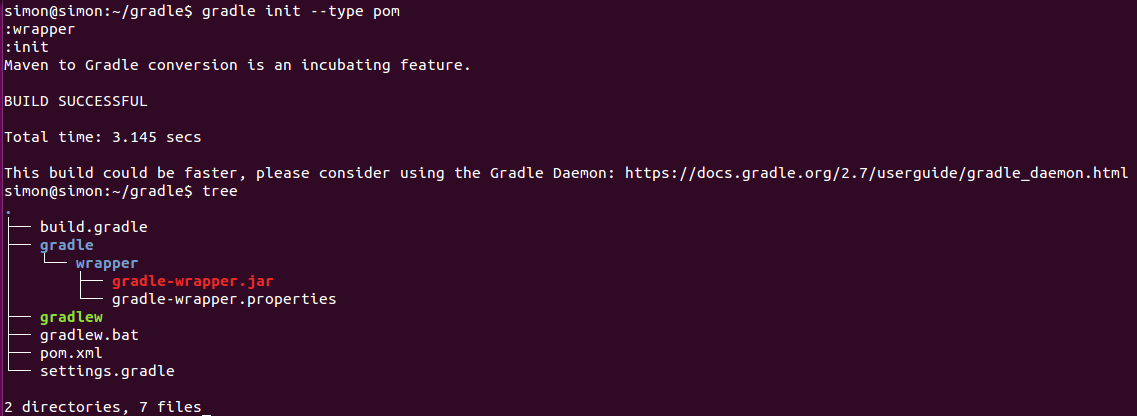 simon@simon:~/gradle$ gradle init --type pom
:wrapper
:init
Maven to Gradle conversion is an incubating feature.

BUILD SUCCESSFUL

Total time: 3.145 secs

This build could be faster, please consider using the Gradle Daemon: https://docs.gradle.org/2.7/userguide/gradle_daemon.html
simon@simon:~/gradle$ tree
.
├── build.gradle
├── gradle
│   └── wrapper
│       ├── gradle-wrapper.jar
│       └── gradle-wrapper.properties
├── gradlew
├── gradlew.bat
├── pom.xml
└── settings.gradle

2 directories, 7 files